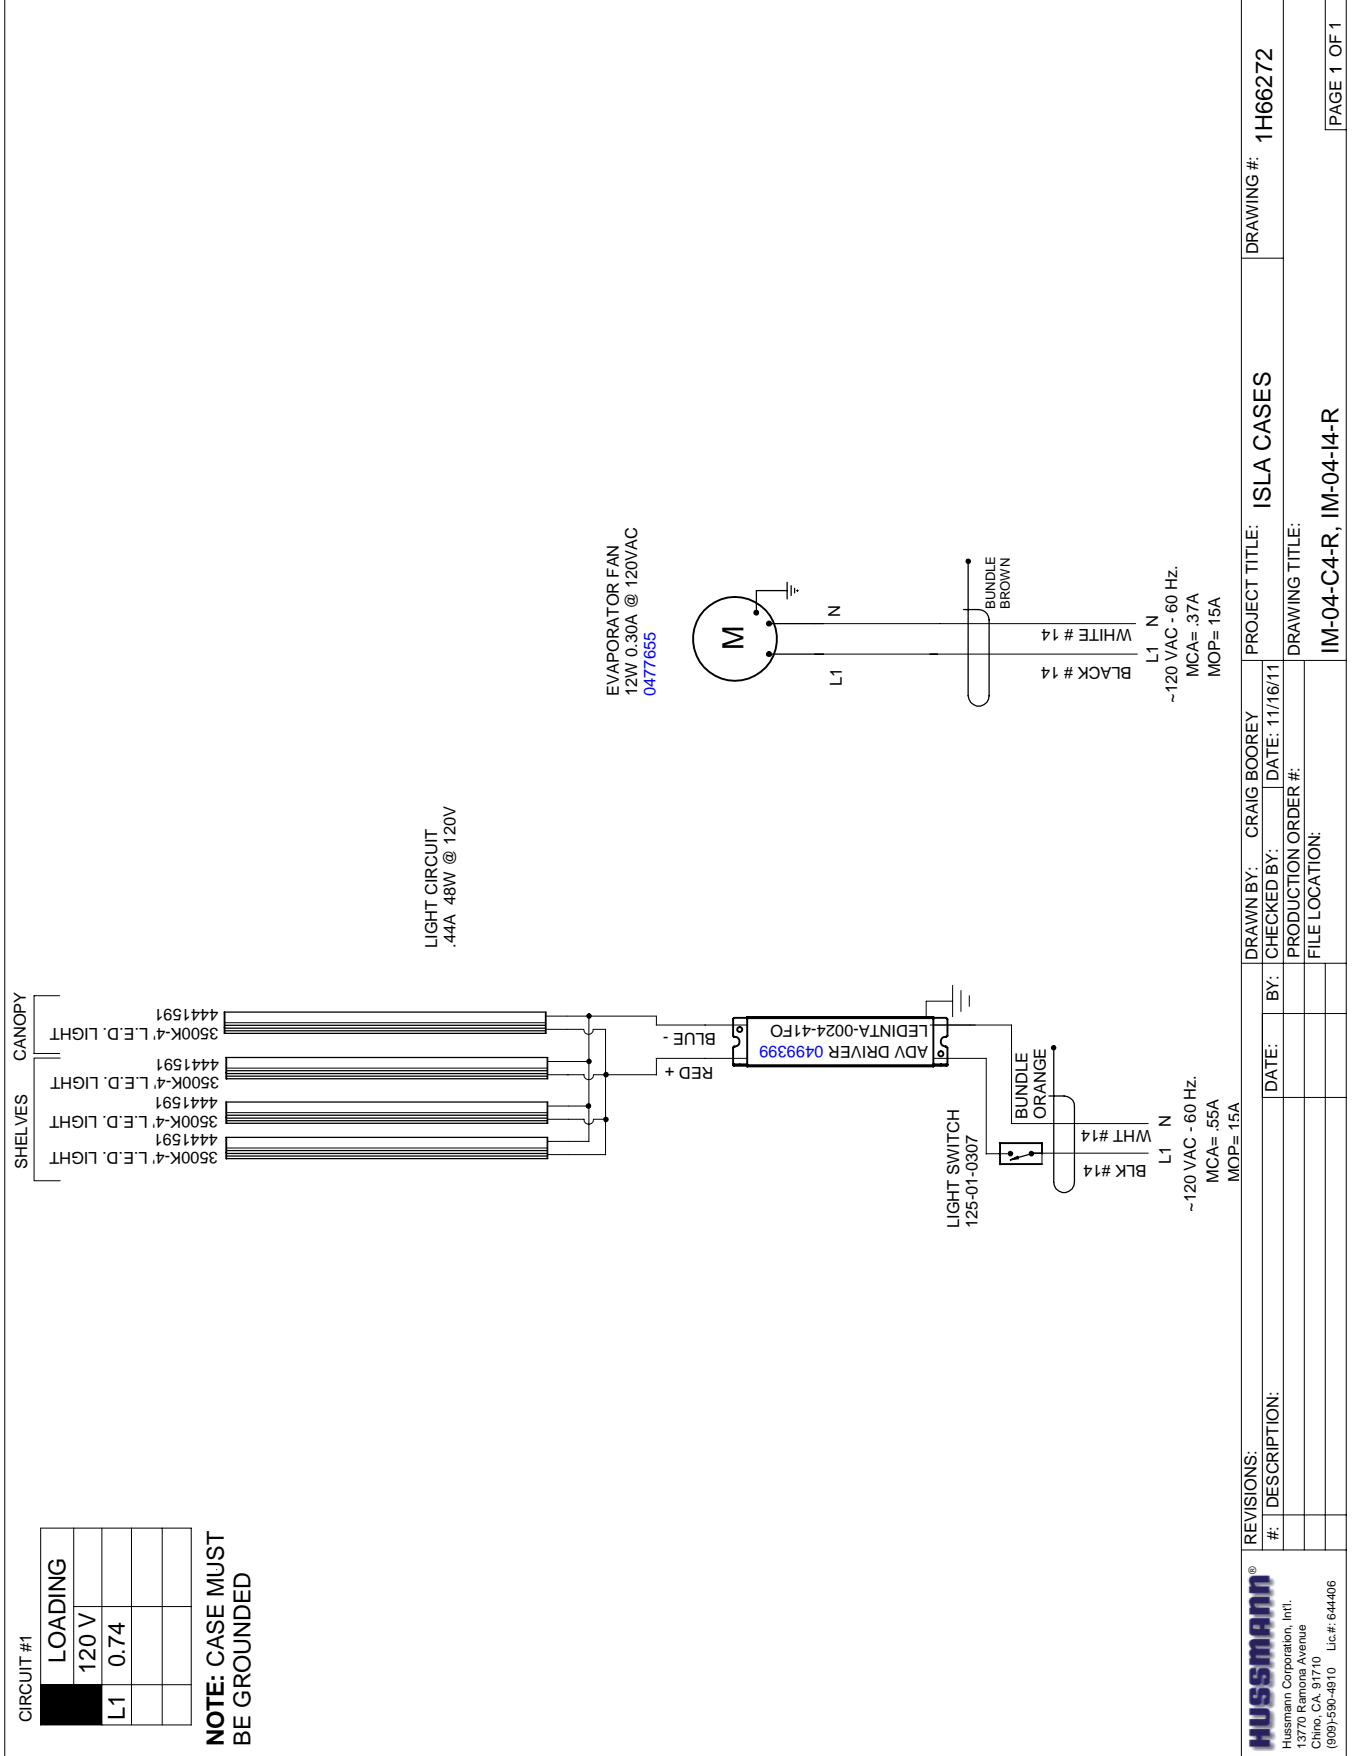 CIRCUIT #1
LOADING
120 V
L1 0.74
NOTE: CASE MUST
BE GROUNDED
SHELVES
CANOPY
3500K-4' L.E.D. LIGHT
4441591
3500K-4' L.E.D. LIGHT
4441591
3500K-4' L.E.D. LIGHT
4441591
3500K-4' L.E.D. LIGHT
4441591
LIGHT CIRCUIT
.44A 48W @ 120V
RED +
BLUE -
ADV DRIVER 0499399
LEDINTA-0024-41FO
LIGHT SWITCH
125-01-0307
BUNDLE
ORANGE
BLK #14
WHT #14
L1 N
~120 VAC - 60 Hz.
MCA= .55A
MOP= 15A
EVAPORATOR FAN
12W 0.30A @ 120VAC
0477655
M
L1
N
BUNDLE
BROWN
BLACK # 14
WHITE # 14
L1 N
~120 VAC - 60 Hz.
MCA= .37A
MOP= 15A
HUSSMANN®
Hussmann Corporation, Int'l.
13770 Ramona Avenue
Chino, CA. 91710
(909)-590-4910 Lic.#: 644406
REVISIONS:
#: DESCRIPTION: DATE: BY:
DRAWN BY: CRAIG BOOREY
CHECKED BY: DATE: 11/16/11
PRODUCTION ORDER #:
FILE LOCATION:
PROJECT TITLE: ISLA CASES
DRAWING TITLE:
IM-04-C4-R, IM-04-I4-R
DRAWING #: 1H66272
PAGE 1 OF 1